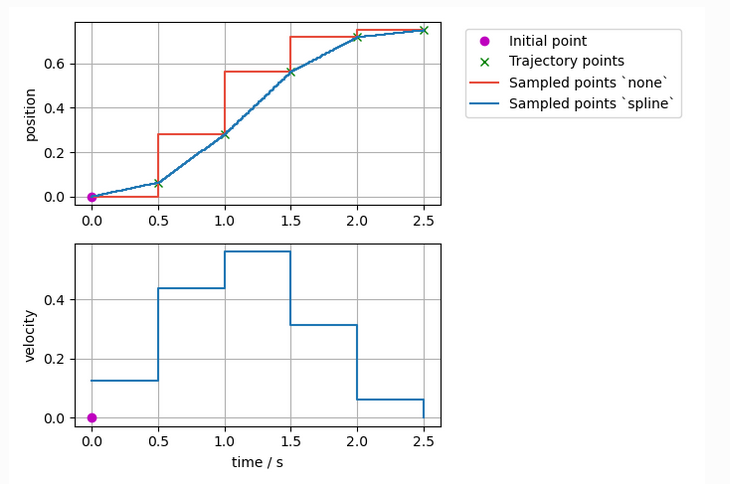 position
0.6
0.4
0.2
0.0
0.0 0.5 1.0 1.5 2.0 2.5
Initial point
Trajectory points
Sampled points `none`
Sampled points `spline`
velocity
0.4
0.2
0.0
0.0 0.5 1.0 1.5 2.0 2.5
time / s